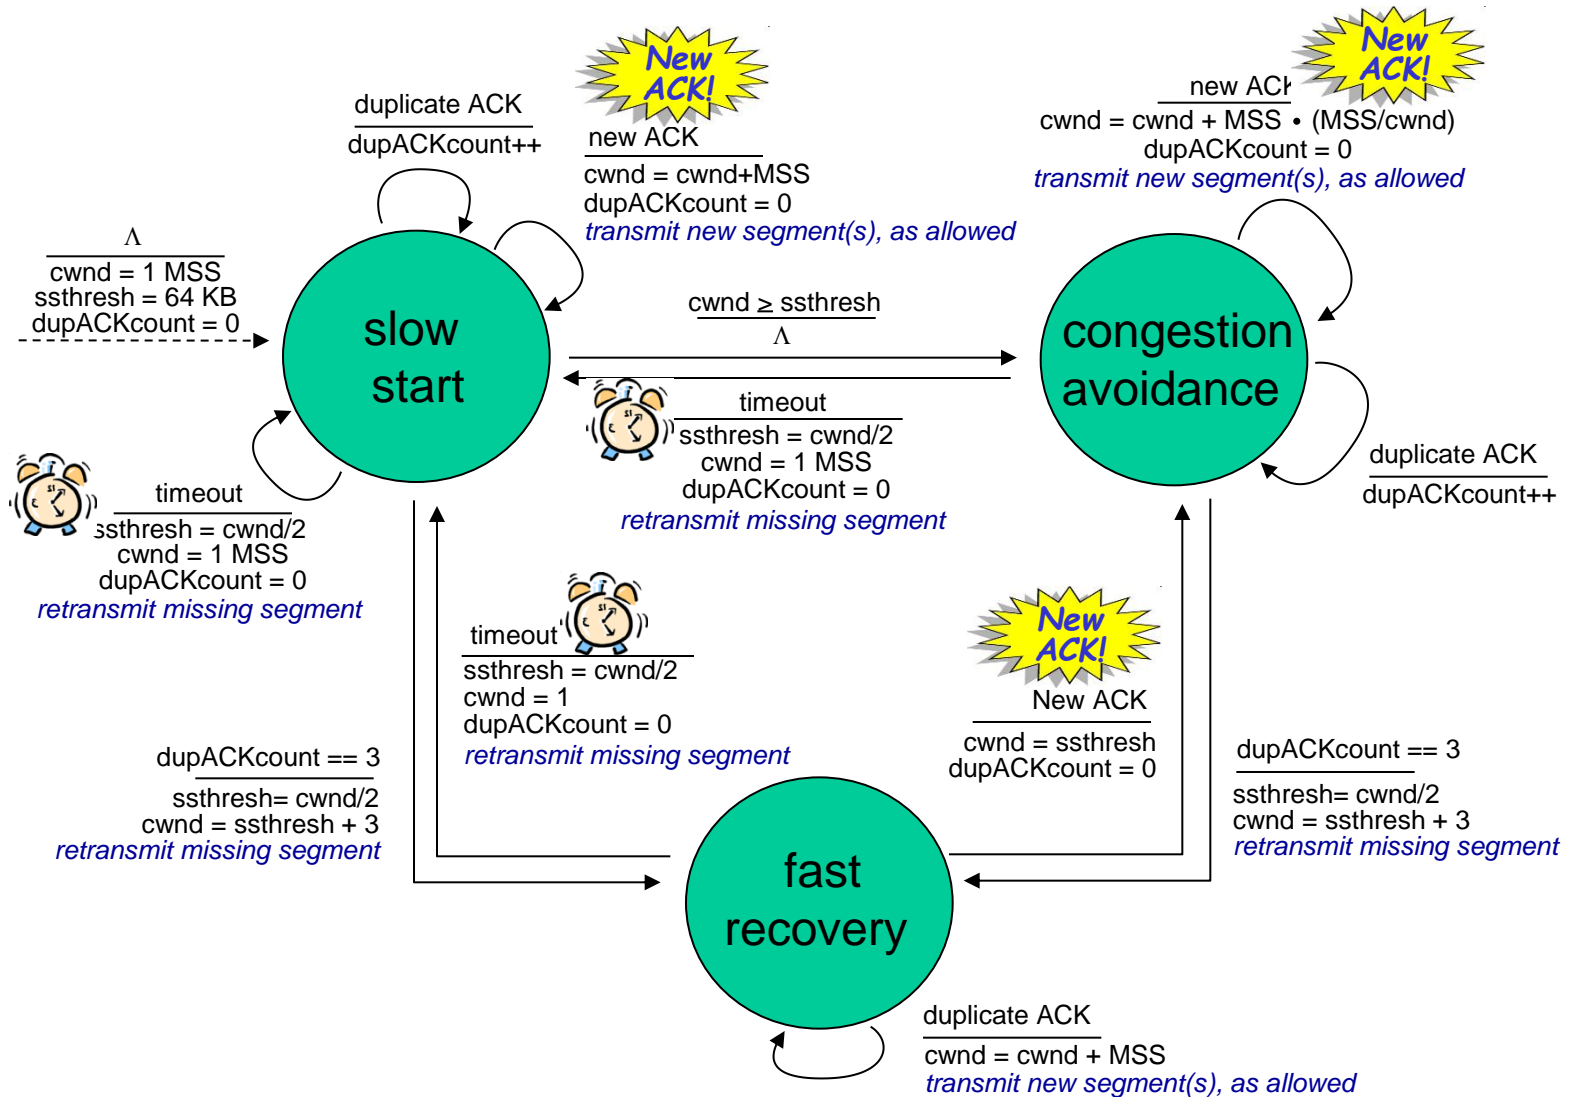 New
ACK!
duplicate ACK
dupACKcount++
new ACK
cwnd = cwnd+MSS
dupACKcount = 0
transmit new segment(s), as allowed
New
ACK!
new ACK
cwnd = cwnd + MSS • (MSS/cwnd)
dupACKcount = 0
transmit new segment(s), as allowed
Λ
cwnd = 1 MSS
ssthresh = 64 KB
dupACKcount = 0
slow
start
cwnd ≥ ssthresh
Λ
congestion
avoidance
timeout
ssthresh = cwnd/2
cwnd = 1 MSS
dupACKcount = 0
retransmit missing segment
duplicate ACK
dupACKcount++
timeout
ssthresh = cwnd/2
cwnd = 1 MSS
dupACKcount = 0
retransmit missing segment
timeout
ssthresh = cwnd/2
cwnd = 1
dupACKcount = 0
retransmit missing segment
New
ACK!
New ACK
cwnd = ssthresh
dupACKcount = 0
dupACKcount == 3
ssthresh= cwnd/2
cwnd = ssthresh + 3
retransmit missing segment
dupACKcount == 3
ssthresh= cwnd/2
cwnd = ssthresh + 3
retransmit missing segment
fast
recovery
duplicate ACK
cwnd = cwnd + MSS
transmit new segment(s), as allowed